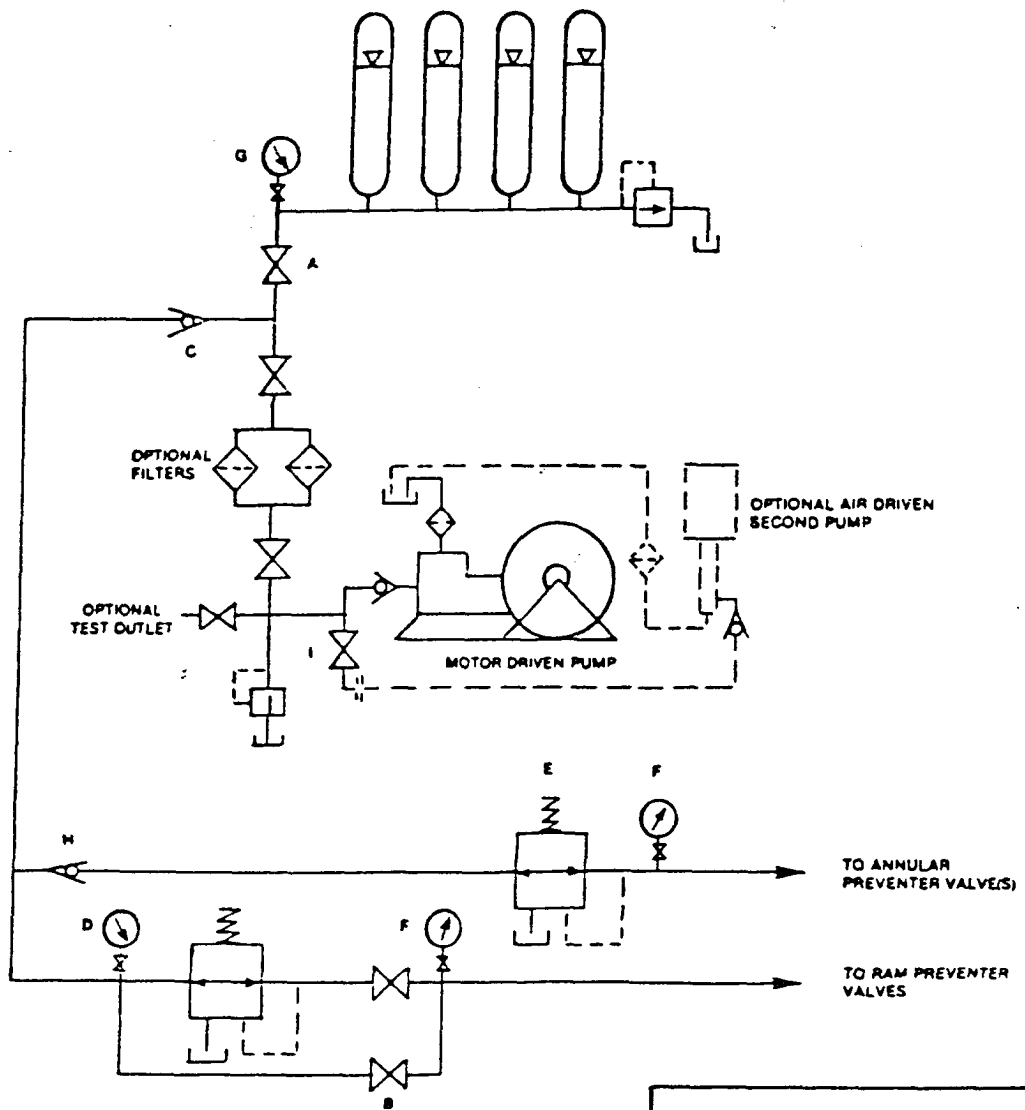 G
A
C
OPTIONAL
FILTERS
OPTIONAL AIR DRIVEN
SECOND PUMP
OPTIONAL
TEST OUTLET
I
MOTOR DRIVEN PUMP
E
F
H
TO ANNULAR
PREVENTER VALVE(S)
D
F
TO RAM PREVENTER
VALVES
B